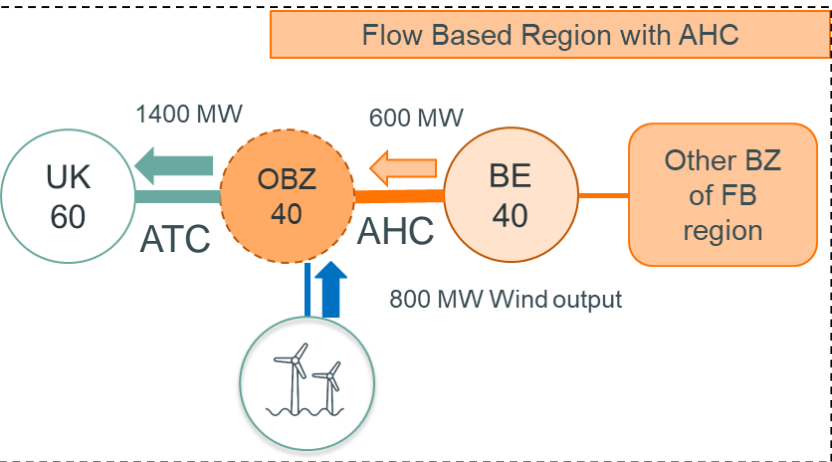 Flow Based Region with AHC
1400 MW
600 MW
UK
60
OBZ
40
BE
40
Other BZ
of FB
region
ATC
AHC
800 MW Wind output